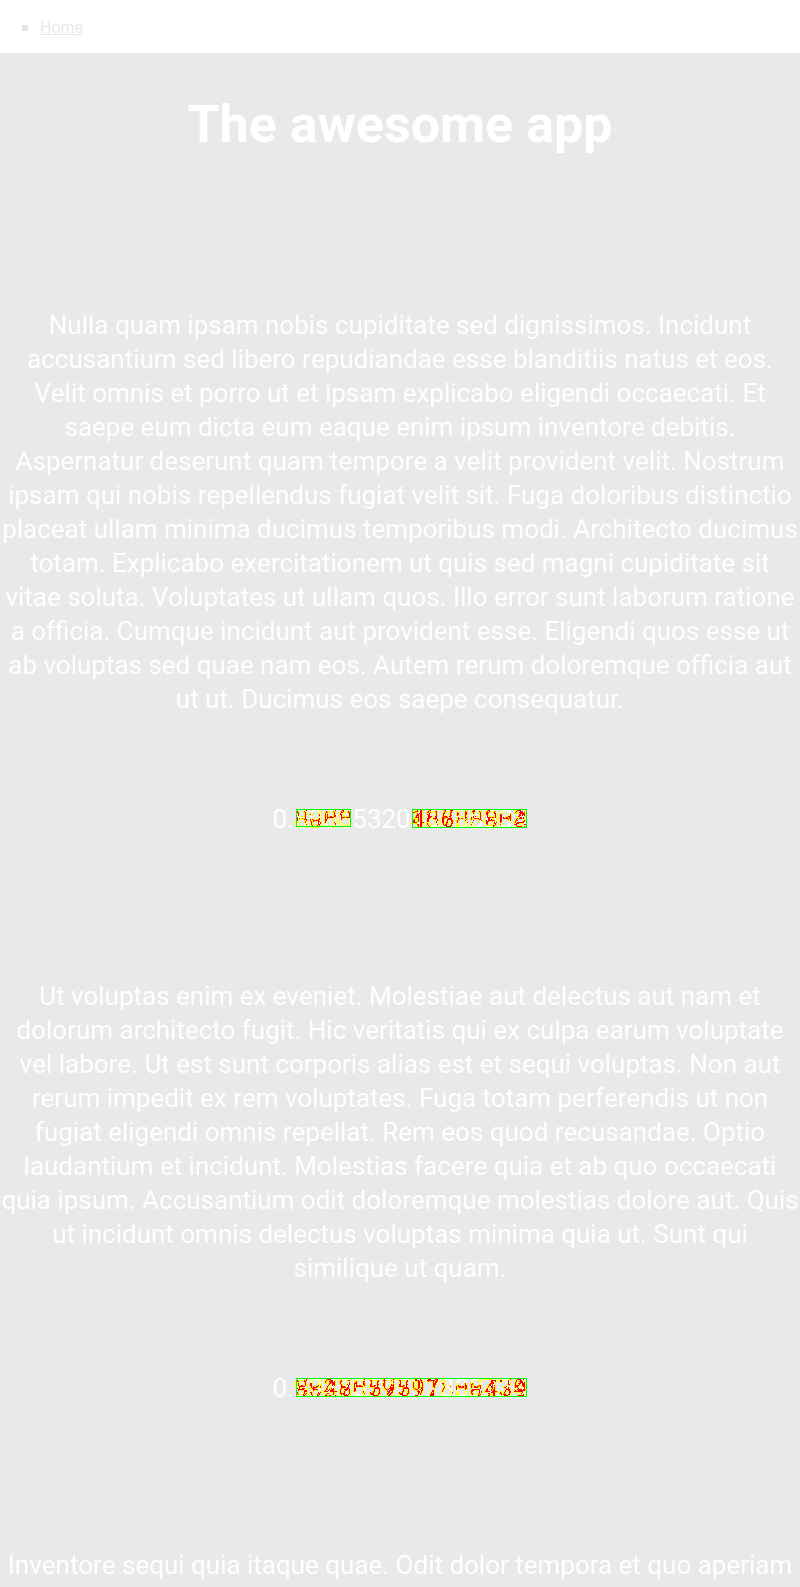 Home
The awesome app
Nulla quam ipsam nobis cupiditate sed dignissimos. Incidunt
accusantium sed libero repudiandae esse blanditiis natus et eos.
Velit omnis et porro ut et ipsam explicabo eligendi occaecati. Et
saepe eum dicta eum eaque enim ipsum inventore debitis.
Aspernatur deserunt quam tempore a velit provident velit. Nostrum
ipsam qui nobis repellendus fugiat velit sit. Fuga doloribus distinctio
placeat ullam minima ducimus temporibus modi. Architecto ducimus
totam. Explicabo exercitationem ut quis sed magni cupiditate sit
vitae soluta. Voluptates ut ullam quos. Illo error sunt laborum ratione
a officia. Cumque incidunt aut provident esse. Eligendi quos esse ut
ab voluptas sed quae nam eos. Autem rerum doloremque officia aut
ut ut. Ducimus eos saepe consequatur.
Ut voluptas enim ex eveniet. Molestiae aut delectus aut nam et
dolorum architecto fugit. Hic veritatis qui ex culpa earum voluptate
vel labore. Ut est sunt corporis alias est et sequi voluptas. Non aut
rerum impedit ex rem voluptates. Fuga totam perferendis ut non
fugiat eligendi omnis repellat. Rem eos quod recusandae. Optio
laudantium et incidunt. Molestias facere quia et ab quo occaecati
quia ipsum. Accusantium odit doloremque molestias dolore aut. Quis
ut incidunt omnis delectus voluptas minima quia ut. Sunt qui
similique ut quam.
Inventore sequi quia itaque quae. Odit dolor tempora et quo aperiam